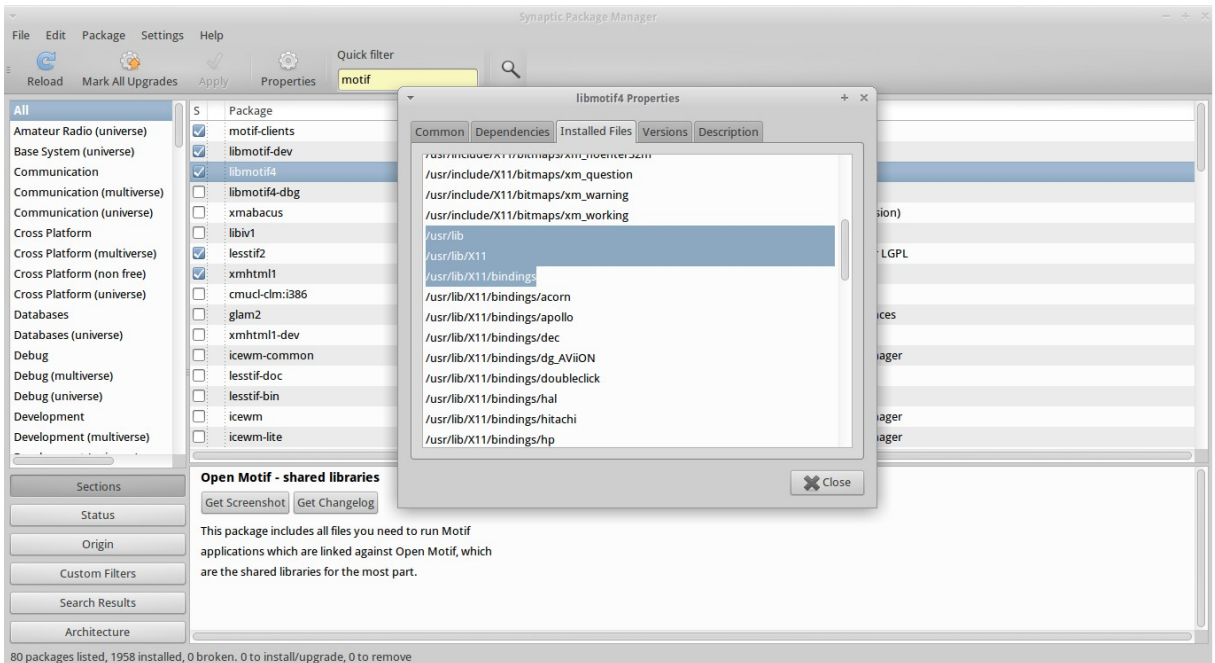 Synaptic Package Manager
File Edit Package Settings Help
Reload Mark All Upgrades Apply Properties
Quick filter
motif
All
Amateur Radio (universe)
Base System (universe)
Communication
Communication (multiverse)
Communication (universe)
Cross Platform
Cross Platform (multiverse)
Cross Platform (non free)
Cross Platform (universe)
Databases
Databases (universe)
Debug
Debug (multiverse)
Debug (universe)
Development
Development (multiverse)
Sections
Status
Origin
Custom Filters
Search Results
Architecture
S Package
motif-clients
libmotif-dev
libmotif4
libmotif4-dbg
xmabacus
libiv1
lesstif2
xmhtml1
cmucl-clm:i386
glam2
xmhtml1-dev
icewm-common
lesstif-doc
lesstif-bin
icewm
icewm-lite
sion)
LGPL
ices
ager
ager
ager
libmotif4 Properties
Common Dependencies Installed Files Versions Description
/usr/include/X11/bitmaps/xm_noenter32m
/usr/include/X11/bitmaps/xm_question
/usr/include/X11/bitmaps/xm_warning
/usr/include/X11/bitmaps/xm_working
/usr/lib
/usr/lib/X11
/usr/lib/X11/bindings
/usr/lib/X11/bindings/acorn
/usr/lib/X11/bindings/apollo
/usr/lib/X11/bindings/dec
/usr/lib/X11/bindings/dg_AViiON
/usr/lib/X11/bindings/doubleclick
/usr/lib/X11/bindings/hal
/usr/lib/X11/bindings/hitachi
/usr/lib/X11/bindings/hp
Close
Open Motif - shared libraries
Get Screenshot Get Changelog
This package includes all files you need to run Motif
applications which are linked against Open Motif, which
are the shared libraries for the most part.
80 packages listed, 1958 installed, 0 broken. 0 to install/upgrade, 0 to remove